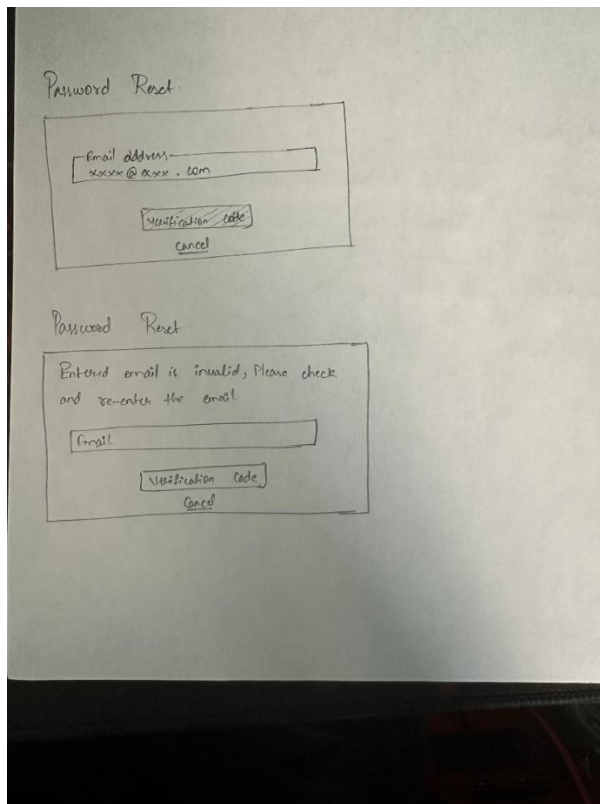 Password Reset
Email address
xxxx@xxx.com
Verification Code
Cancel
Password Reset
Entered email is invalid, Please check
and re-enter the email.
Email
Verification Code
Cancel